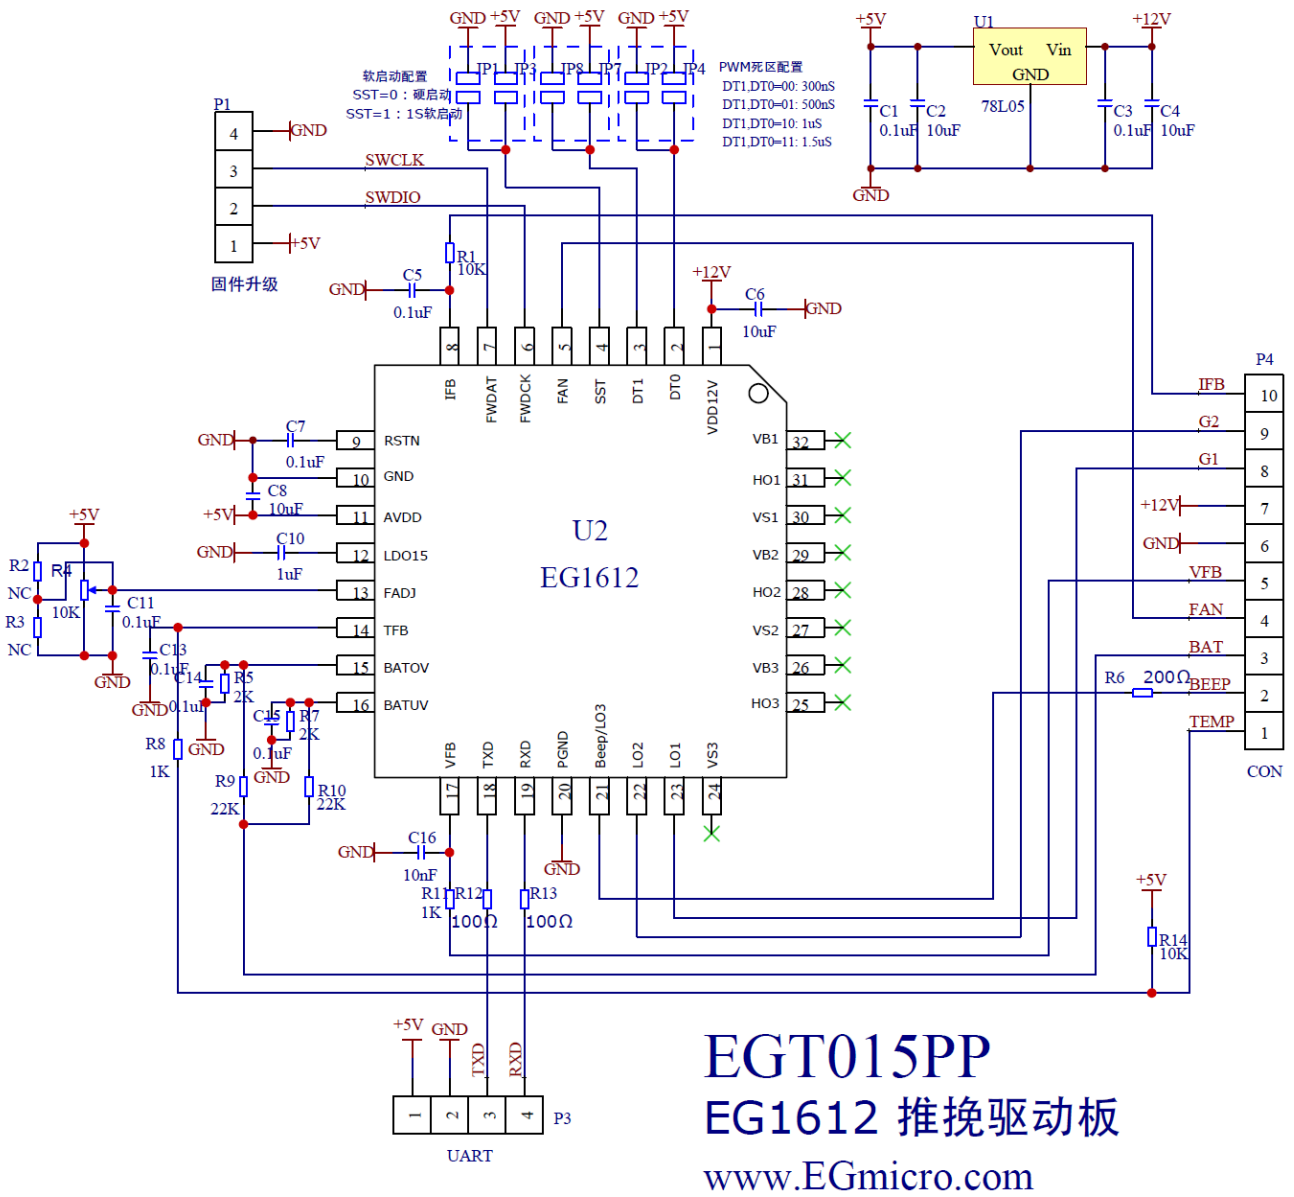 GND +5V GND +5V GND +5V
JP1 JP3 JP8 JP7 JP2 JP4
软启动配置
SST=0：硬启动
SST=1：1S软启动
PWM死区配置
DT1,DT0=00: 300nS
DT1,DT0=01: 500nS
DT1,DT0=10: 1uS
DT1,DT0=11: 1.5uS
+5V U1 +12V
Vout Vin
GND
78L05
C1 0.1uF
C2 10uF
C3 0.1uF
C4 10uF
GND
P1
4 GND
3 SWCLK
2 SWDIO
1 +5V
固件升级
R1
10K
GND C5
0.1uF
+12V
C6 GND
10uF
8 7 6 5 4 3 2 1
IFB FWDAT FWDCK FAN SST DT1 DT0 VDD12V
U2
EG1612
GND C7 0.1uF
9 RSTN
10 GND
C8
10uF
+5V 11 AVDD
GND C10 1uF
12 LDO15
13 FADJ
14 TFB
15 BATOV
16 BATUV
+5V
R2 NC
R4
10K
R3 NC
C11
0.1uF
GND
C13
0.1uF
GND
C14
0.1uF
R5
2K
GND
C15
0.1uF
R7
2K
GND
R8
1K
R9
22K
R10
22K
VB1 32
HO1 31
VS1 30
VB2 29
HO2 28
VS2 27
VB3 26
HO3 25
VFB TXD RXD PGND Beep/LO3 LO2 LO1 VS3
17 18 19 20 21 22 23 24
GND C16
10nF
GND
R11
1K
R12
100Ω
R13
100Ω
P4
IFB 10
G2 9
G1 8
+12V 7
GND 6
VFB 5
FAN 4
BAT 3
R6 200Ω BEEP 2
TEMP 1
CON
+5V
R14
10K
+5V GND TXD RXD
1 2 3 4 P3
UART
EGT015PP
EG1612 推挽驱动板
www.EGmicro.com